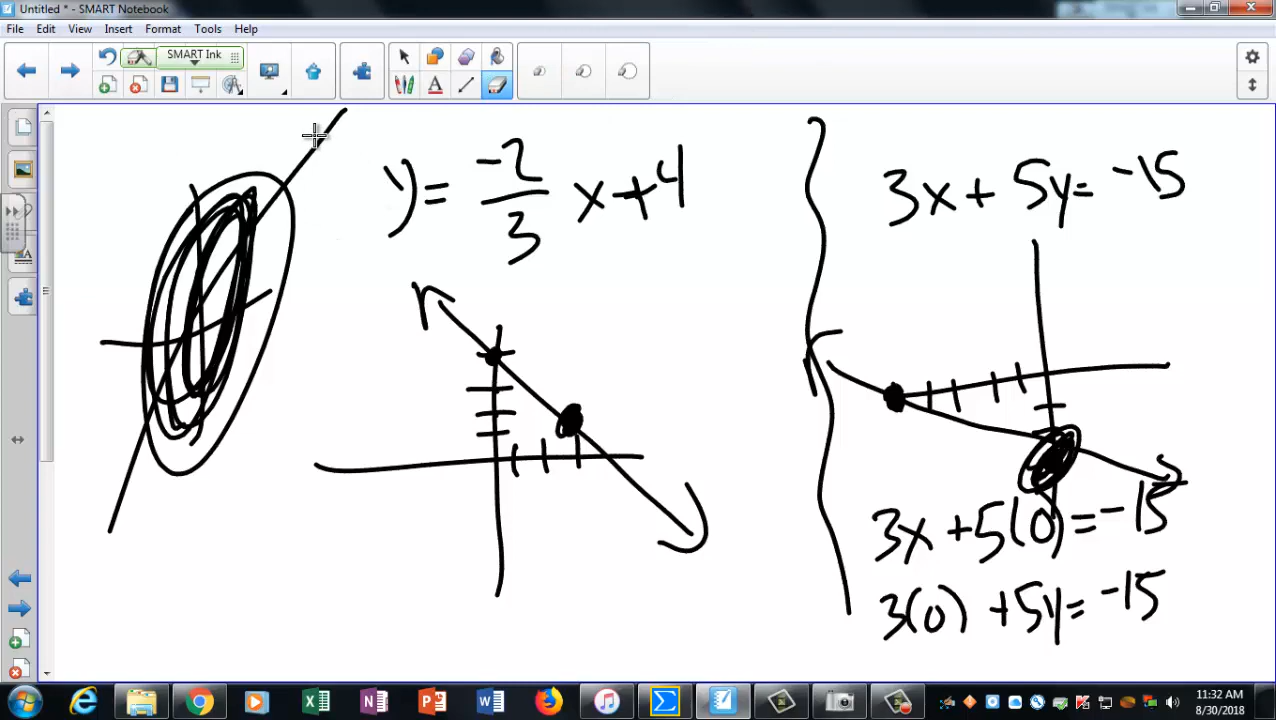 Untitled * - SMART Notebook
File Edit View Insert Format Tools Help
SMART Ink
y = -2/3 x + 4
3x + 5y = -15
3x + 5(0) = -15
3(0) + 5y = -15
11:32 AM
8/30/2018